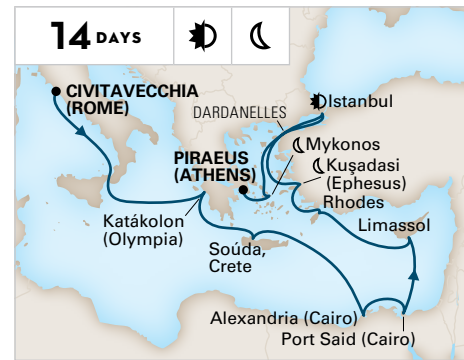 14 DAYS
CIVITAVECCHIA
(ROME)
DARDANELLES
Istanbul
Mykonos
PIRAEUS
(ATHENS)
Kuşadasi
(Ephesus)
Rhodes
Katákolon
(Olympia)
Limassol
Soúda,
Crete
Alexandria (Cairo)
Port Said (Cairo)